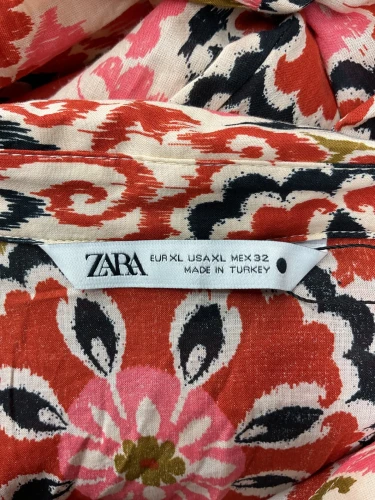 ZARA
EUR XL USA XL MEX 32
MADE IN TURKEY